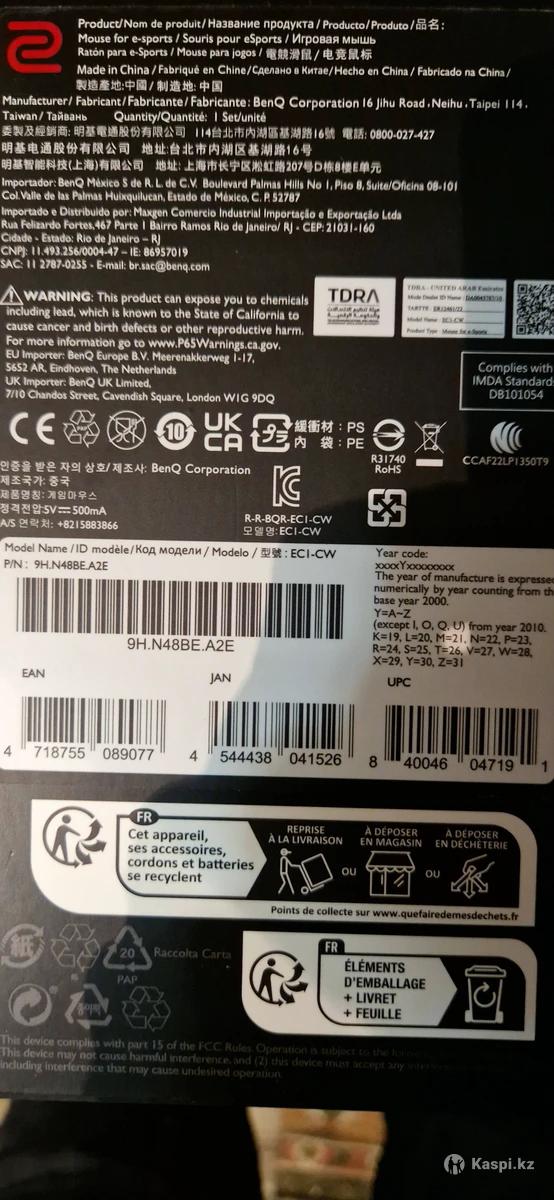 Product/Nom de produit/Название продукта/Producto/Produto/品名:
Mouse for e-sports / Souris pour eSports / Игровая мышь
Ratón para e-Sports / Mouse para jogos / 電競滑鼠/电竞鼠标
Made in China / Fabriqué en Chine/Сделано в Китае/Hecho en China / Fabricado na China/
製造產地:中國/制造地:中国
Manufacturer/Fabricant/Fabricante/Fabricante: BenQ Corporation 16 Jihu Road, Neihu, Taipei 114,
Taiwan/Тайвань Quantity/Quantité: 1 Set/unité
委製及經銷商: 明基電通股份有限公司 114台北市內湖區基湖路16號 電話: 0800-027-427
明基电通股份有限公司 地址:台北市内湖区基湖路16号
明基智能科技(上海)有限公司 地址: 上海市长宁区淞虹路207号D栋8楼E单元
Importador: BenQ México S de R. L. de C.V. Boulevard Palmas Hills No 1, Piso 8, Suite/Oficina 08-101
Col. Valle de las Palmas Huixquilucan, Estado de México, C. P. 52787
Importado e Distribuido por: Maxgen Comercio Industrial Importação e Exportação Ltda
Rua Felizardo Fortes,467 Parte 1 Bairro Ramos Rio de Janeiro/ RJ - CEP: 21031-160
Cidade - Estado: Rio de Janeiro – RJ
CNPJ: 11.493.256/0004-47 – IE: 86957019
SAC: 11 2787-0255 - E-mail: br.sac@benq.com
WARNING: This product can expose you to chemicals
including lead, which is known to the State of California to
cause cancer and birth defects or other reproductive harm.
For more information go to www.P65Warnings.ca.gov.
TDRA
TDRA - UNITED ARAB Emirates
Model Name : EC1-CW
Product Type : Mouse for e-Sports
EU Importer: BenQ Europe B.V. Meerenakkerweg 1-17,
5652 AR, Eindhoven, The Netherlands
UK Importer: BenQ UK Limited,
7/10 Chandos Street, Cavendish Square, London W1G 9DQ
Complies with
IMDA Standard
DB101054
CE
PAP
10
UK
CA
緩衝材: PS
內 袋: PE
R31740
RoHS
CCAF22LP1350T9
인증을 받은 자의 상호/ 제조사: BenQ Corporation
제조국가: 중국
제품명칭: 게임마우스
정격전압:5V⎓500mA
A/S 연락처: +8215883866
R-R-BQR-EC1-CW
모델명: EC1-CW
Model Name /ID modèle/Код модели/ Modelo / 型號: EC1-CW
P/N : 9H.N48BE.A2E
9H.N48BE.A2E
Year code:
xxxxYxxxxxxxx
The year of manufacture is expressed
numerically by year counting from th
base year 2000.
Y=A~Z
(except I, O, Q, U) from year 2010.
K=19, L=20, M=21, N=22, P=23,
R=24, S=25, T=26, V=27, W=28,
X=29, Y=30, Z=31
EAN
JAN
UPC
4 718755 089077
4 544438 041526
8 40046 04719 1
FR
Cet appareil,
ses accessoires,
cordons et batteries
se recyclent
REPRISE
À LA LIVRAISON
OU
À DÉPOSER
EN MAGASIN
OU
À DÉPOSER
EN DÉCHÈTERIE
Points de collecte sur www.quefairedemesdechets.fr
紙
20
PAP
Raccolta Carta
FR
ÉLÉMENTS
D'EMBALLAGE
+ LIVRET
+ FEUILLE
This device complies with part 15 of the FCC Rules. Operation is subject to the
This device may not cause harmful interference, and (2) this device must accept any
including interference that may cause undesired operation.
Kaspi.kz